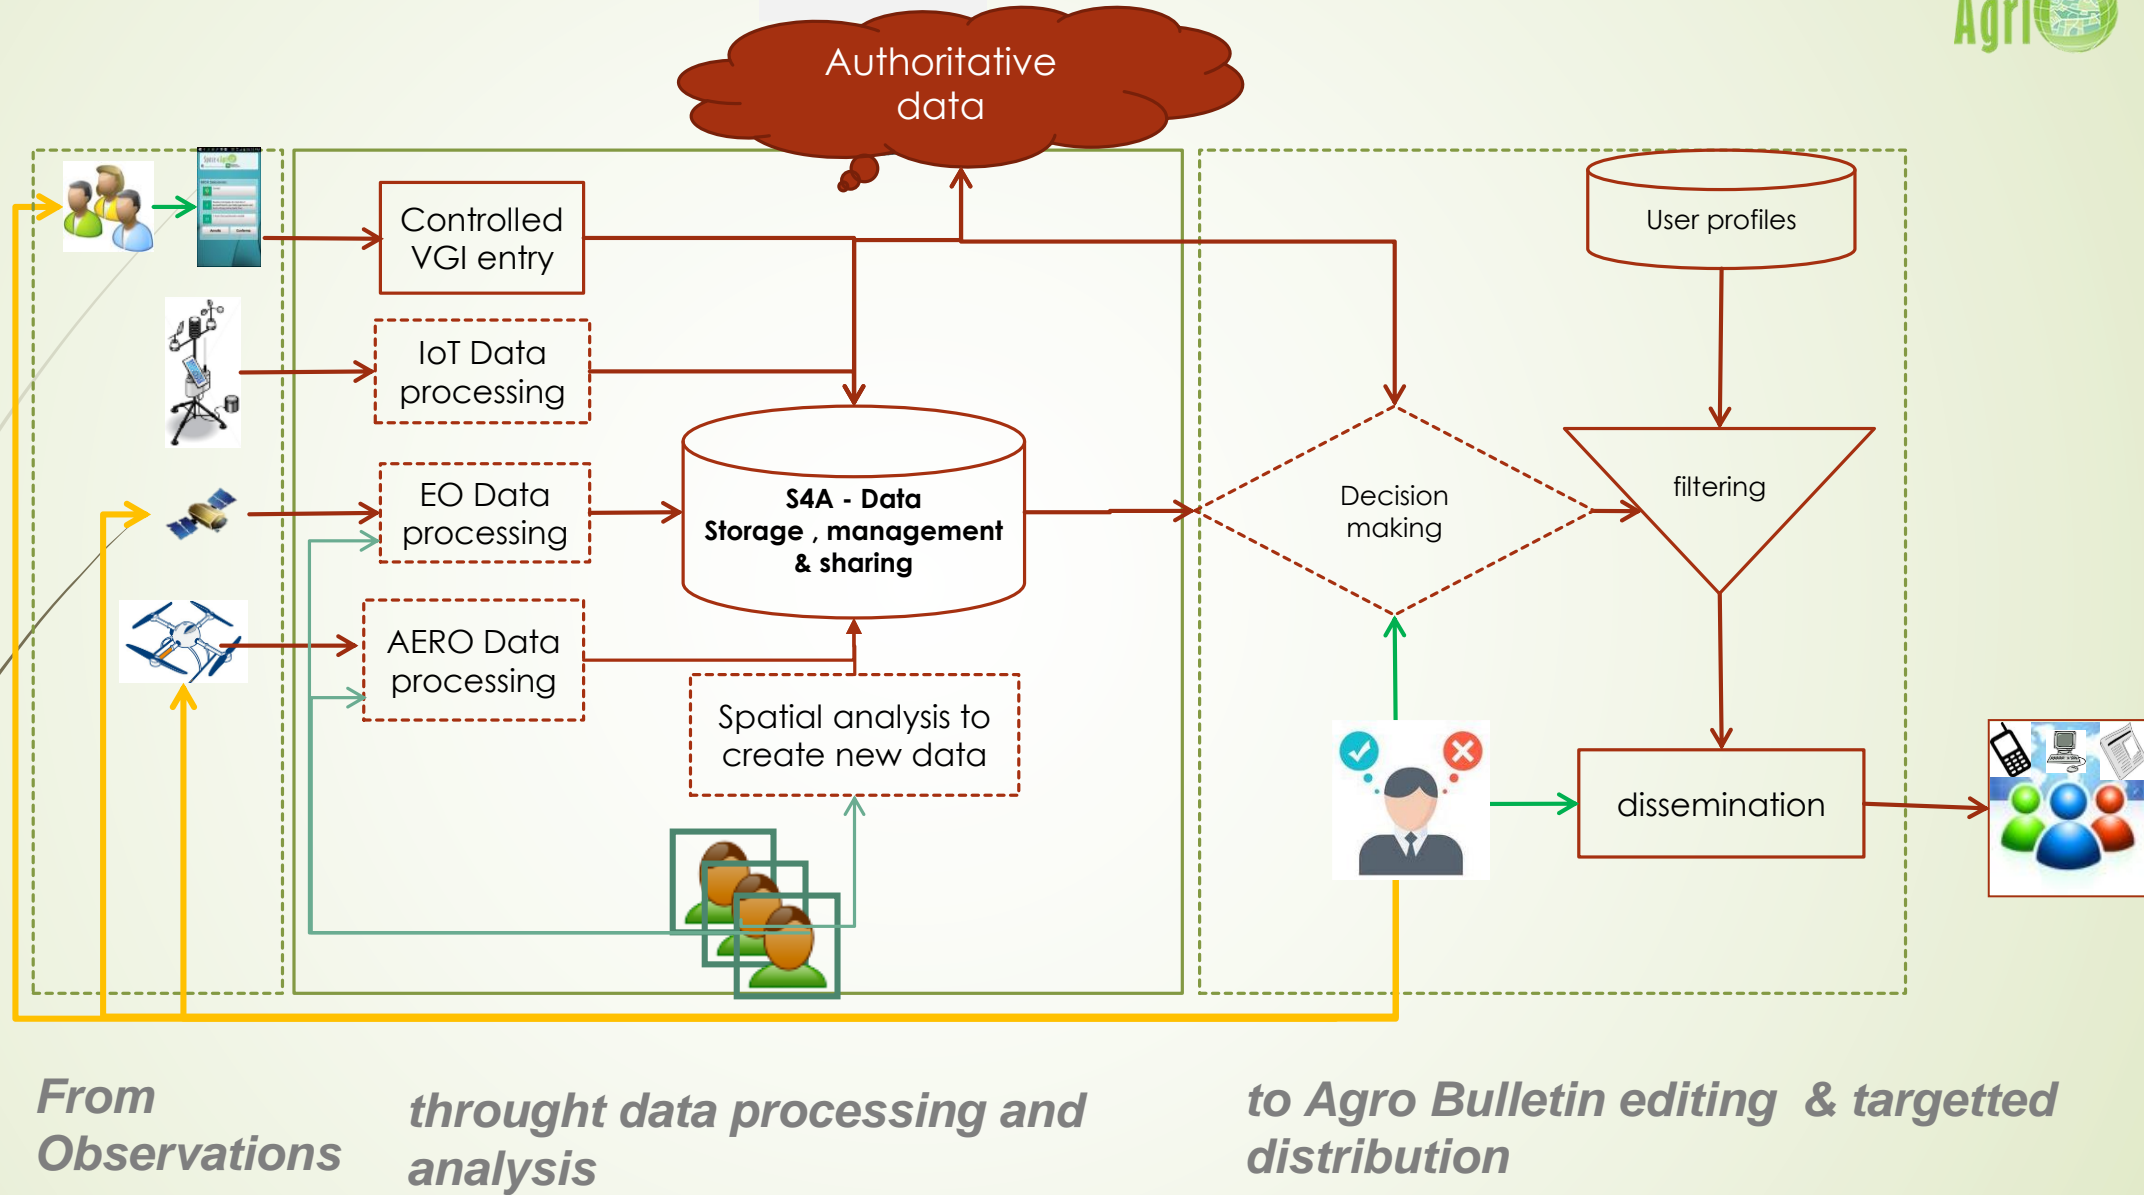 Agri
Authoritative
data
Controlled
VGI entry
User profiles
IoT Data
processing
EO Data
processing
S4A - Data
Storage , management
& sharing
Decision
making
filtering
AERO Data
processing
Spatial analysis to
create new data
dissemination
From
Observations
throught data processing and
analysis
to Agro Bulletin editing & targetted
distribution